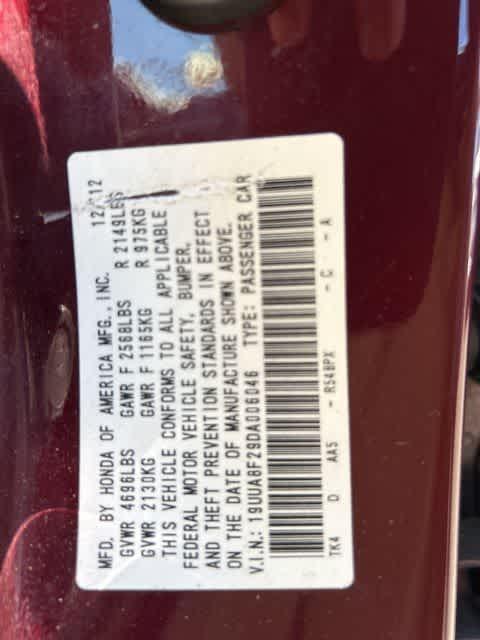 MFD. BY HONDA OF AMERICA MFG., INC. 12/12
GVWR 4696LBS GAWR F 2568LBS R 2149LBS
GVWR 2130KG GAWR F 1165KG R 975KG
THIS VEHICLE CONFORMS TO ALL APPLICABLE
FEDERAL MOTOR VEHICLE SAFETY, BUMPER,
AND THEFT PREVENTION STANDARDS IN EFFECT
ON THE DATE OF MANUFACTURE SHOWN ABOVE.
V.I.N.: 19UUA8F29DA006046 TYPE: PASSENGER CAR
TK4 D AA5 - R548PX - C - A